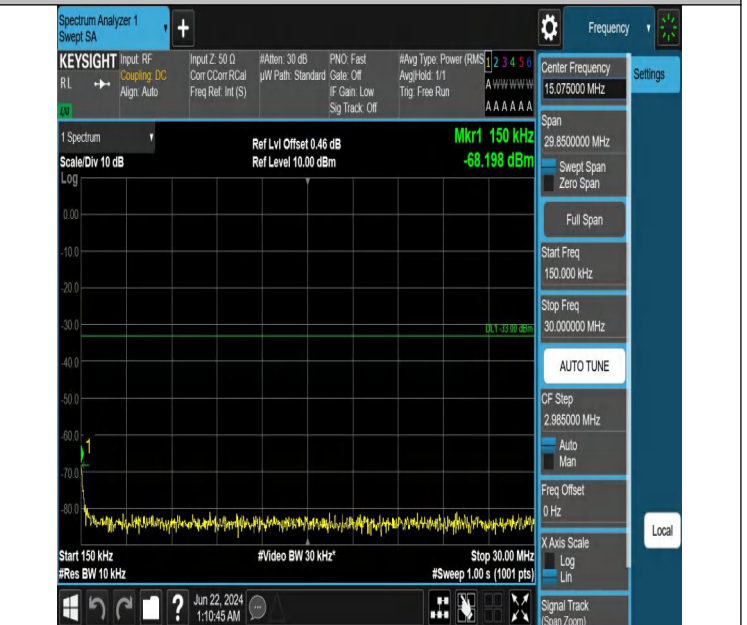 Spectrum Analyzer 1
Swept SA
+
Frequency
KEYSIGHT
RL
LNI
Input: RF
Coupling: DC
Align: Auto
Input Z: 50 Ω
Corr CCorr RCal
Freq Ref: Int (S)
#Atten: 30 dB
µW Path: Standard
PNO: Fast
Gate: Off
IF Gain: Low
Sig Track: Off
#Avg Type: Power (RMS
Avg|Hold: 1/1
Trig: Free Run
1 2 3 4 5 6
A W W W W W
A A A A A A
Center Frequency
15.075000 MHz
Settings
Span
29.8500000 MHz
Swept Span
Zero Span
Full Span
Start Freq
150.000 kHz
Stop Freq
30.000000 MHz
AUTO TUNE
CF Step
2.985000 MHz
Auto
Man
Freq Offset
0 Hz
X Axis Scale
Log
Lin
Local
Signal Track
(Span Zoom)
1 Spectrum
Scale/Div 10 dB
Log
Ref Lvl Offset 0.46 dB
Ref Level 10.00 dBm
Mkr1 150 kHz
-68.198 dBm
0.00
-10.0
-20.0
-30.0
DL1 -33.00 dBm
-40.0
-50.0
-60.0
1
-70.0
-80.0
Start 150 kHz
#Video BW 30 kHz*
Stop 30.00 MHz
#Res BW 10 kHz
#Sweep 1.00 s (1001 pts)
?
Jun 22, 2024
1:10:45 AM